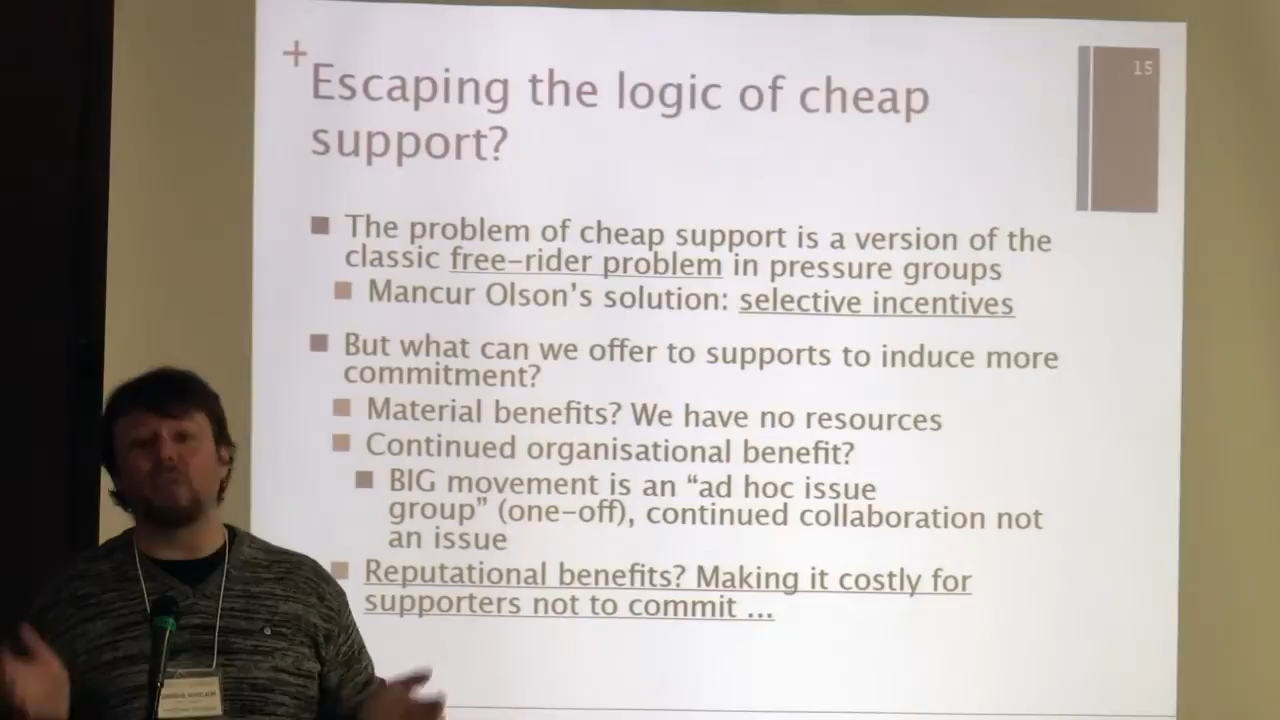 +
Escaping the logic of cheap
support?
15
The problem of cheap support is a version of the
classic free-rider problem in pressure groups
Mancur Olson's solution: selective incentives
But what can we offer to supports to induce more
commitment?
Material benefits? We have no resources
Continued organisational benefit?
BIG movement is an “ad hoc issue
group” (one-off), continued collaboration not
an issue
Reputational benefits? Making it costly for
supporters not to commit ...